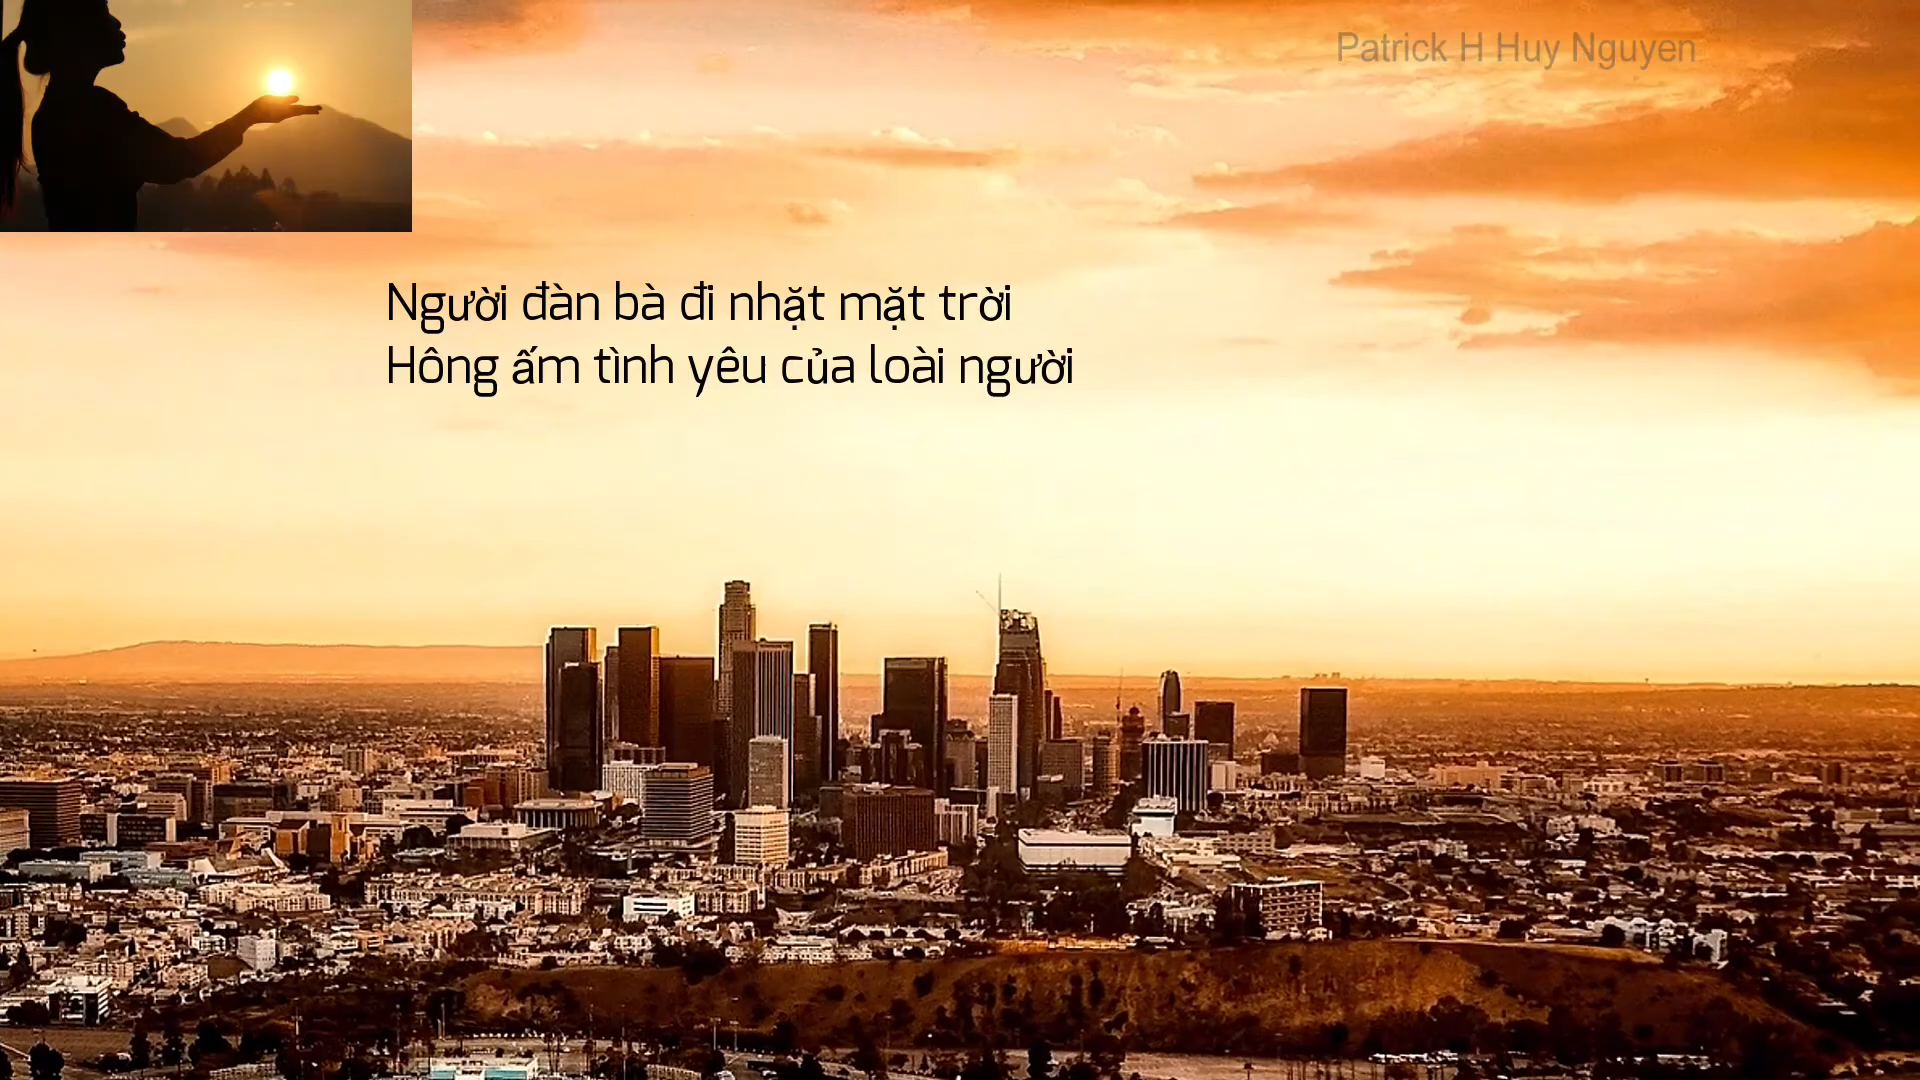 Patrick H Huy Nguyen
Người đàn bà đi nhặt mặt trời
Hông ấm tình yêu của loài người